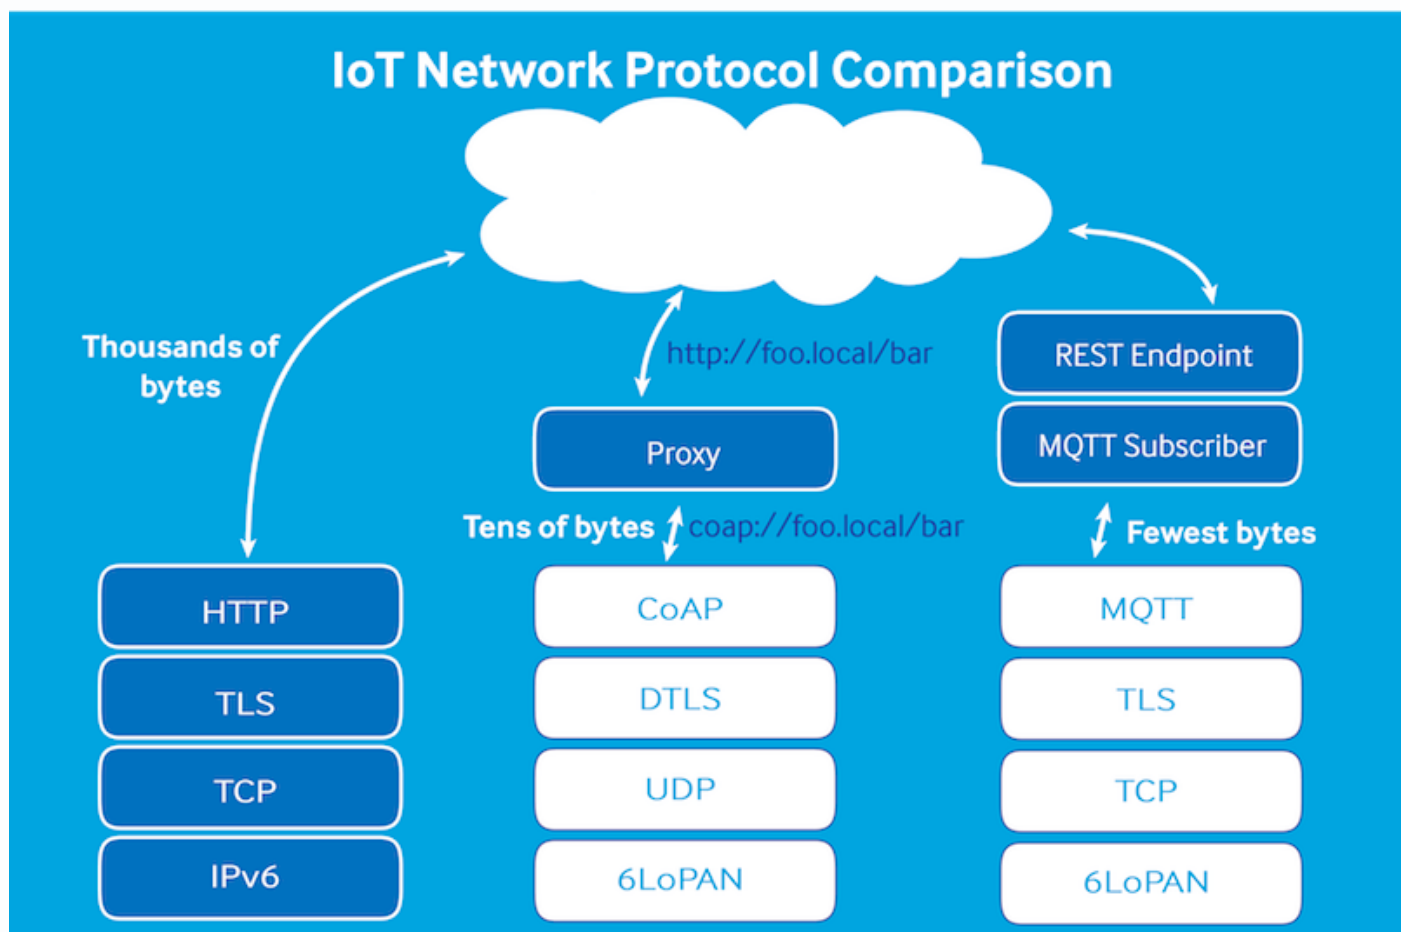 IoT Network Protocol Comparison
Thousands of
bytes
http://foo.local/bar
REST Endpoint
Proxy
MQTT Subscriber
Tens of bytes
coap://foo.local/bar
Fewest bytes
HTTP
TLS
TCP
IPv6
CoAP
DTLS
UDP
6LoPAN
MQTT
TLS
TCP
6LoPAN